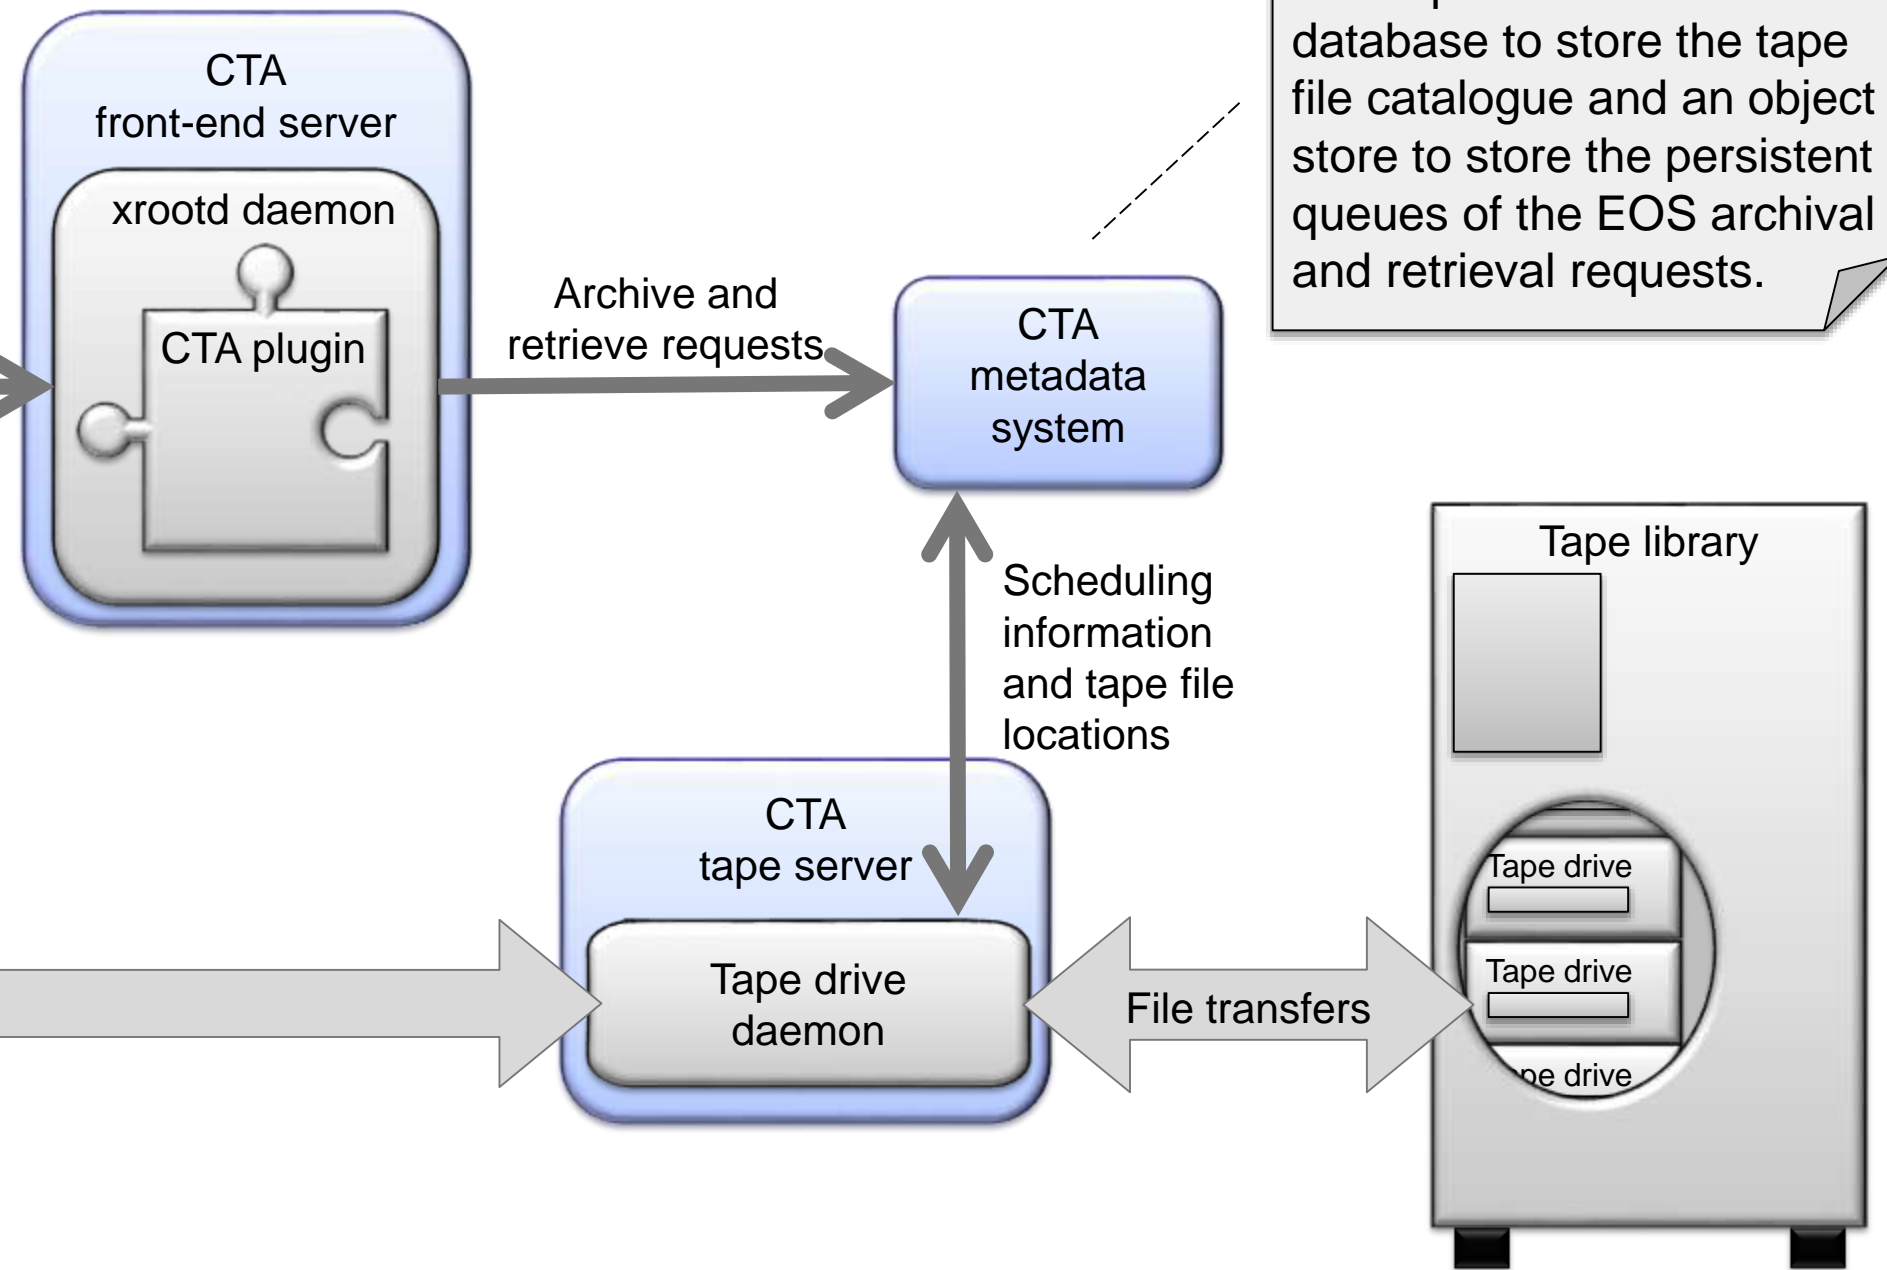 CTA
front-end server
xrootd daemon
CTA plugin
Archive and
retrieve requests
CTA
metadata
system
database to store the tape
file catalogue and an object
store to store the persistent
queues of the EOS archival
and retrieval requests.
Scheduling
information
and tape file
locations
Tape library
CTA
tape server
Tape drive
daemon
File transfers
Tape drive
Tape drive
pe drive